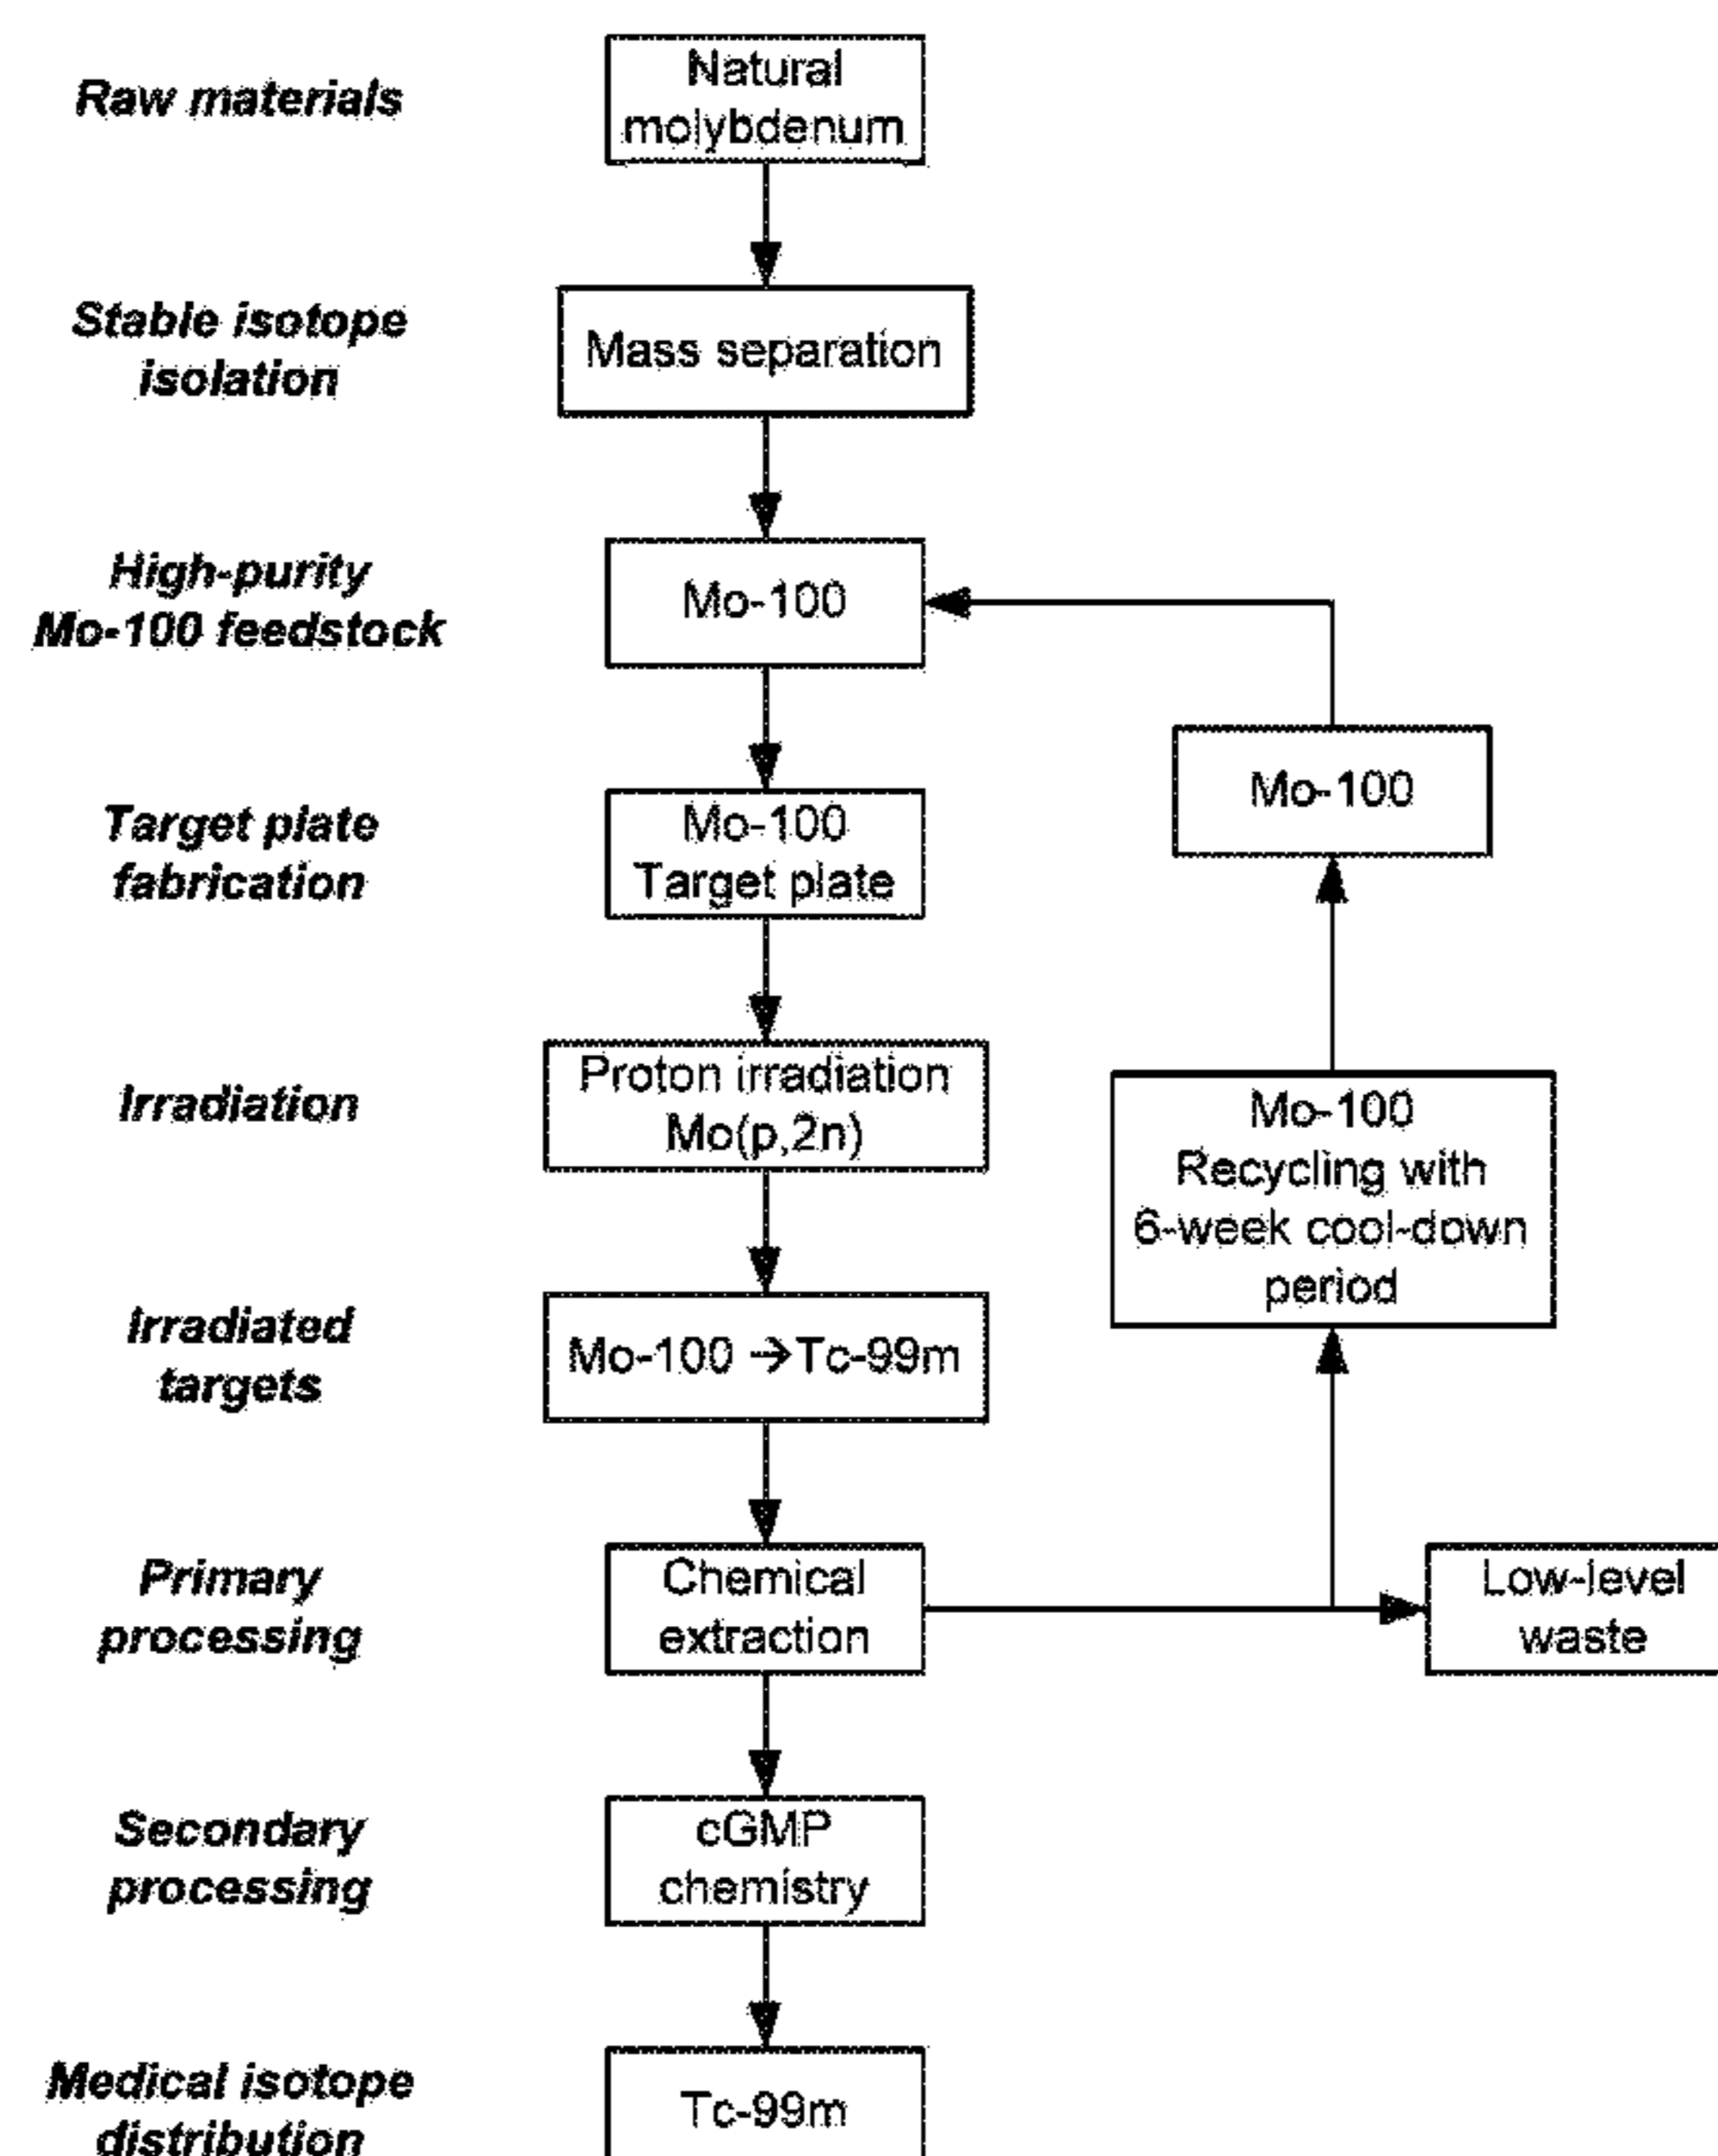 Raw materials
Natural
molybdenum
Stable isotope
isolation
Mass separation
High-purity
Mo-100 feedstock
Mo-100
Mo-100
Target plate
fabrication
Mo-100
Target plate
Irradiation
Proton irradiation
Mo(p,2n)
Mo-100
Recycling with
6-week cool-down
period
Irradiated
targets
Mo-100 →Tc-99m
Primary
processing
Chemical
extraction
Low-level
waste
Secondary
processing
cGMP
chemistry
Medical isotope
distribution
Tc-99m